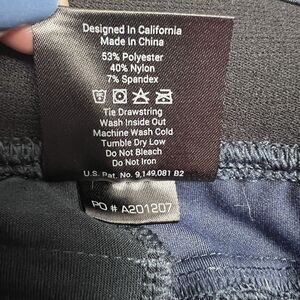 Designed In California
Made in China
53% Polyester
40% Nylon
7% Spandex
Tie Drawstring
Wash Inside Out
Machine Wash Cold
Tumble Dry Low
Do Not Bleach
Do Not Iron
U.S. Pat. No. 9,149,081 B2
PO # A201207